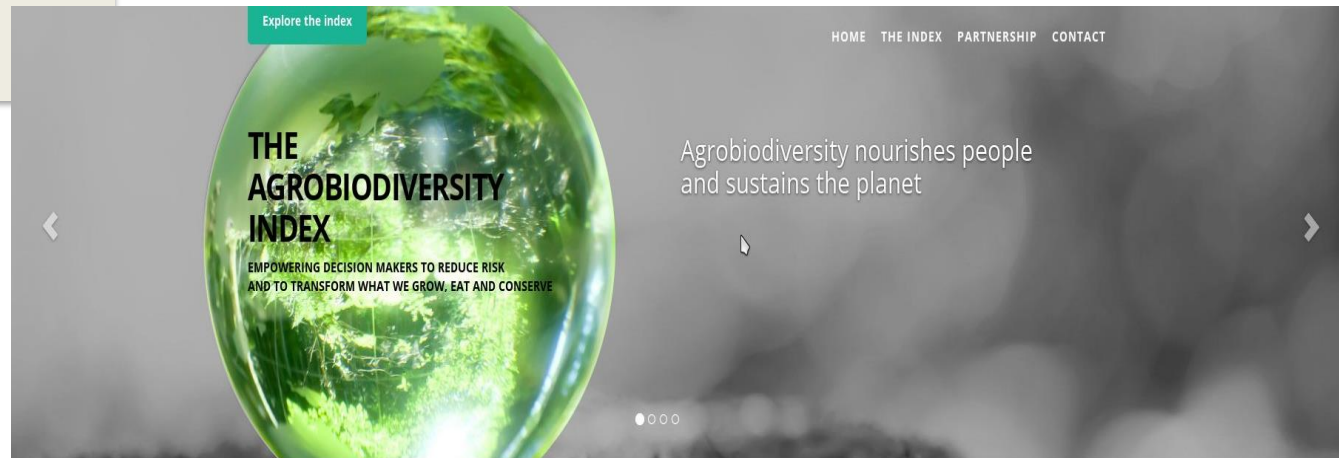 Explore the index
HOME THE INDEX PARTNERSHIP CONTACT
THE
AGROBIODIVERSITY
INDEX
EMPOWERING DECISION MAKERS TO REDUCE RISK
AND TO TRANSFORM WHAT WE GROW, EAT AND CONSERVE
Agrobiodiversity nourishes people
and sustains the planet